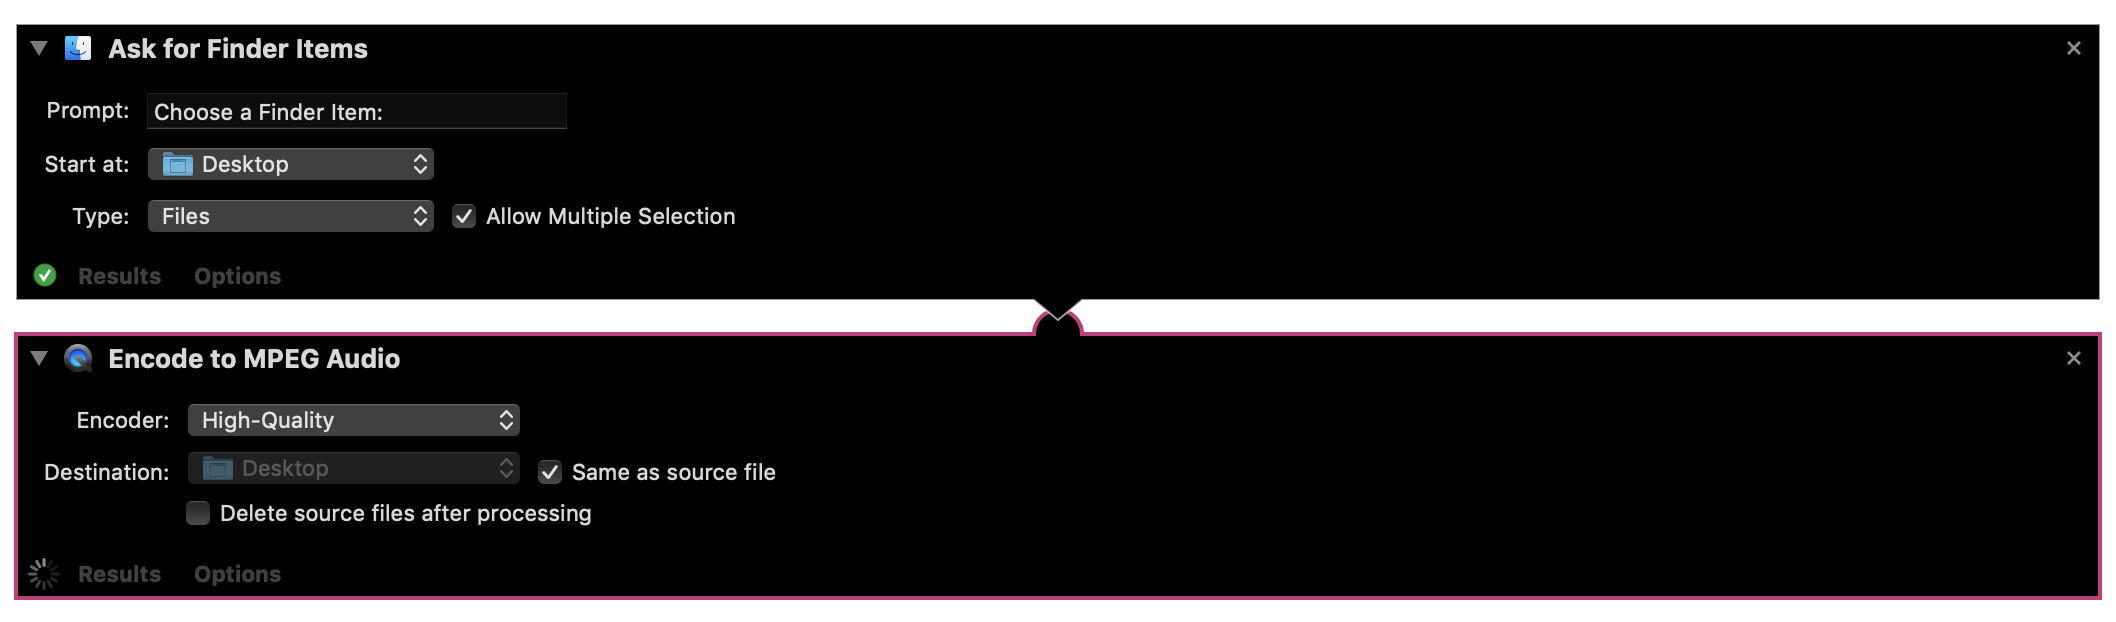 Ask for Finder Items
Prompt: Choose a Finder Item:
Start at: Desktop
Type: Files Allow Multiple Selection
Results Options
Encode to MPEG Audio
Encoder: High-Quality
Destination: Desktop Same as source file
Delete source files after processing
Results Options